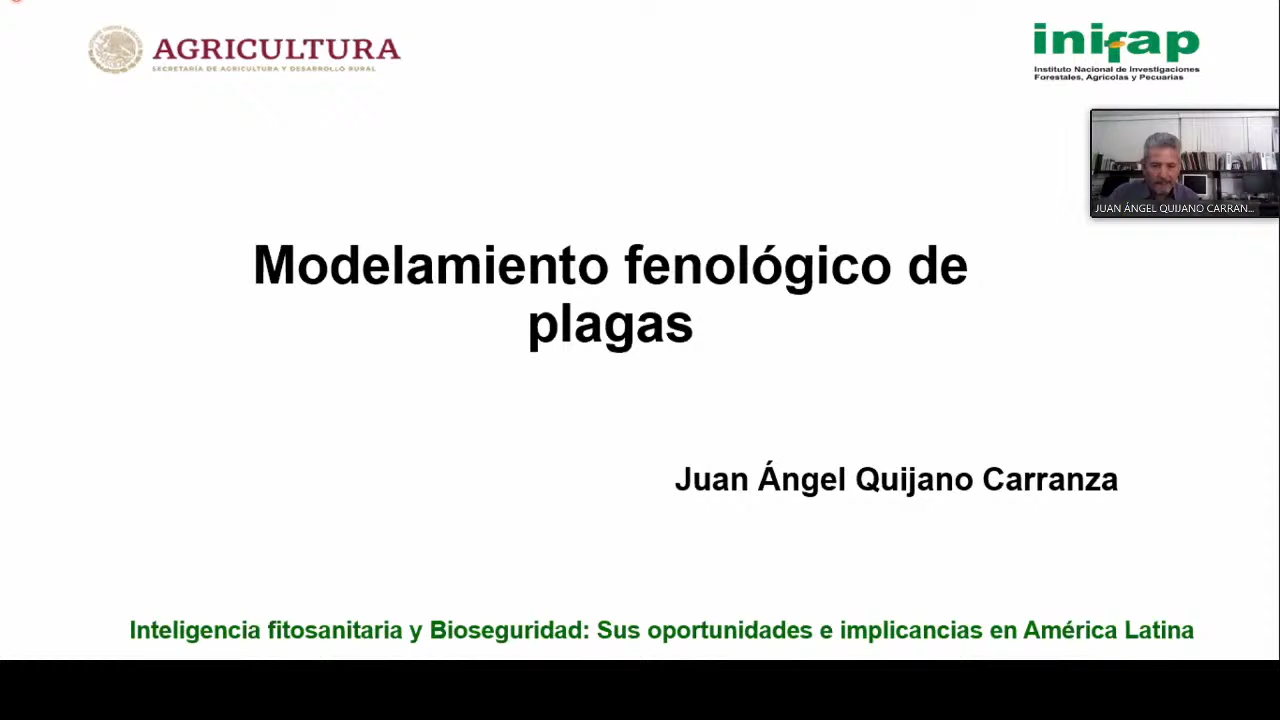 AGRICULTURA
SECRETARÍA DE AGRICULTURA Y DESARROLLO RURAL
inifap
Instituto Nacional de Investigaciones
Forestales, Agrícolas y Pecuarias
JUAN ÁNGEL QUIJANO CARRAN...
Modelamiento fenológico de
plagas
Juan Ángel Quijano Carranza
Inteligencia fitosanitaria y Bioseguridad: Sus oportunidades e implicancias en América Latina